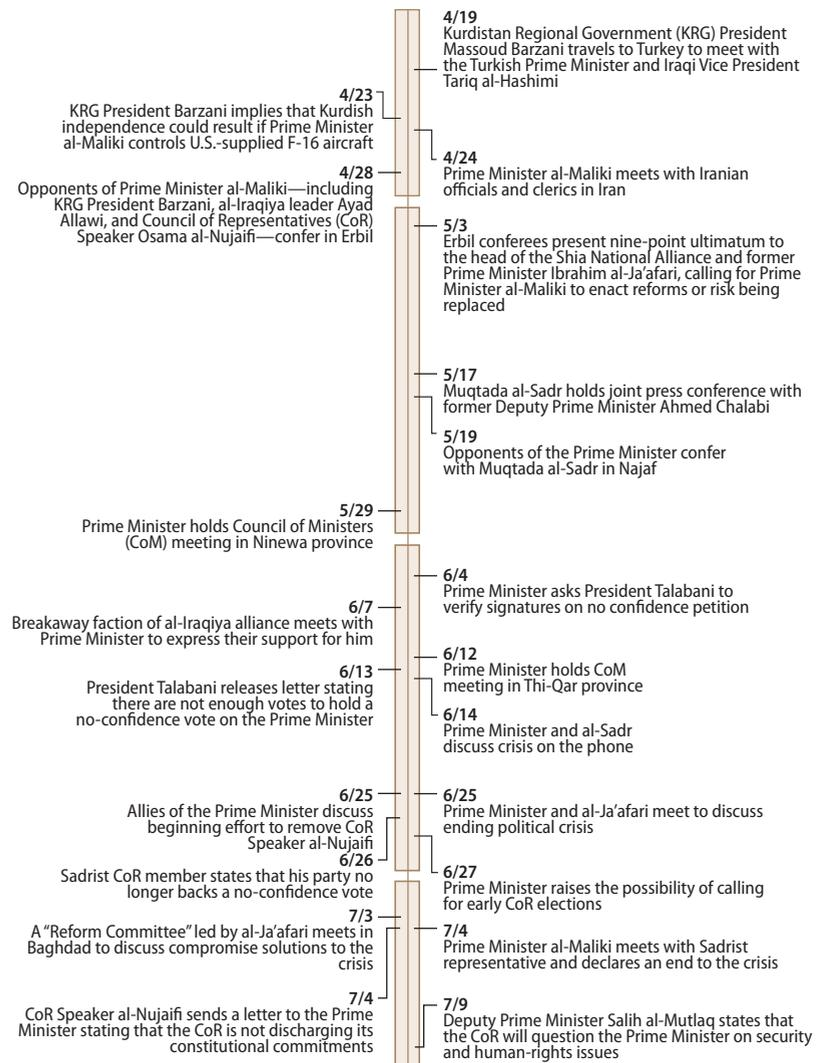 4/19
Kurdistan Regional Government (KRG) President
Massoud Barzani travels to Turkey to meet with
the Turkish Prime Minister and Iraqi Vice President
Tariq al-Hashimi
4/23
KRG President Barzani implies that Kurdish
independence could result if Prime Minister
al-Maliki controls U.S.-supplied F-16 aircraft
4/24
Prime Minister al-Maliki meets with Iranian
officials and clerics in Iran
4/28
Opponents of Prime Minister al-Maliki—including
KRG President Barzani, al-Iraqiya leader Ayad
Allawi, and Council of Representatives (CoR)
Speaker Osama al-Nujaifi—confer in Erbil
5/3
Erbil conferees present nine-point ultimatum to
the head of the Shia National Alliance and former
Prime Minister Ibrahim al-Ja’afari, calling for Prime
Minister al-Maliki to enact reforms or risk being
replaced
5/17
Muqtada al-Sadr holds joint press conference with
former Deputy Prime Minister Ahmed Chalabi
5/19
Opponents of the Prime Minister confer
with Muqtada al-Sadr in Najaf
5/29
Prime Minister holds Council of Ministers
(CoM) meeting in Ninewa province
6/4
Prime Minister asks President Talabani to
verify signatures on no confidence petition
6/7
Breakaway faction of al-Iraqiya alliance meets with
Prime Minister to express their support for him
6/12
Prime Minister holds CoM
meeting in Thi-Qar province
6/13
President Talabani releases letter stating
there are not enough votes to hold a
no-confidence vote on the Prime Minister
6/14
Prime Minister and al-Sadr
discuss crisis on the phone
6/25
Allies of the Prime Minister discuss
beginning effort to remove CoR
Speaker al-Nujaifi
6/25
Prime Minister and al-Ja’afari meet to discuss
ending political crisis
6/26
Sadrist CoR member states that his party no
longer backs a no-confidence vote
6/27
Prime Minister raises the possibility of calling
for early CoR elections
7/3
A “Reform Committee” led by al-Ja’afari meets in
Baghdad to discuss compromise solutions to the
crisis
7/4
Prime Minister al-Maliki meets with Sadrist
representative and declares an end to the crisis
7/4
CoR Speaker al-Nujaifi sends a letter to the Prime
Minister stating that the CoR is not discharging its
constitutional commitments
7/9
Deputy Prime Minister Salih al-Mutlaq states that
the CoR will question the Prime Minister on security
and human-rights issues